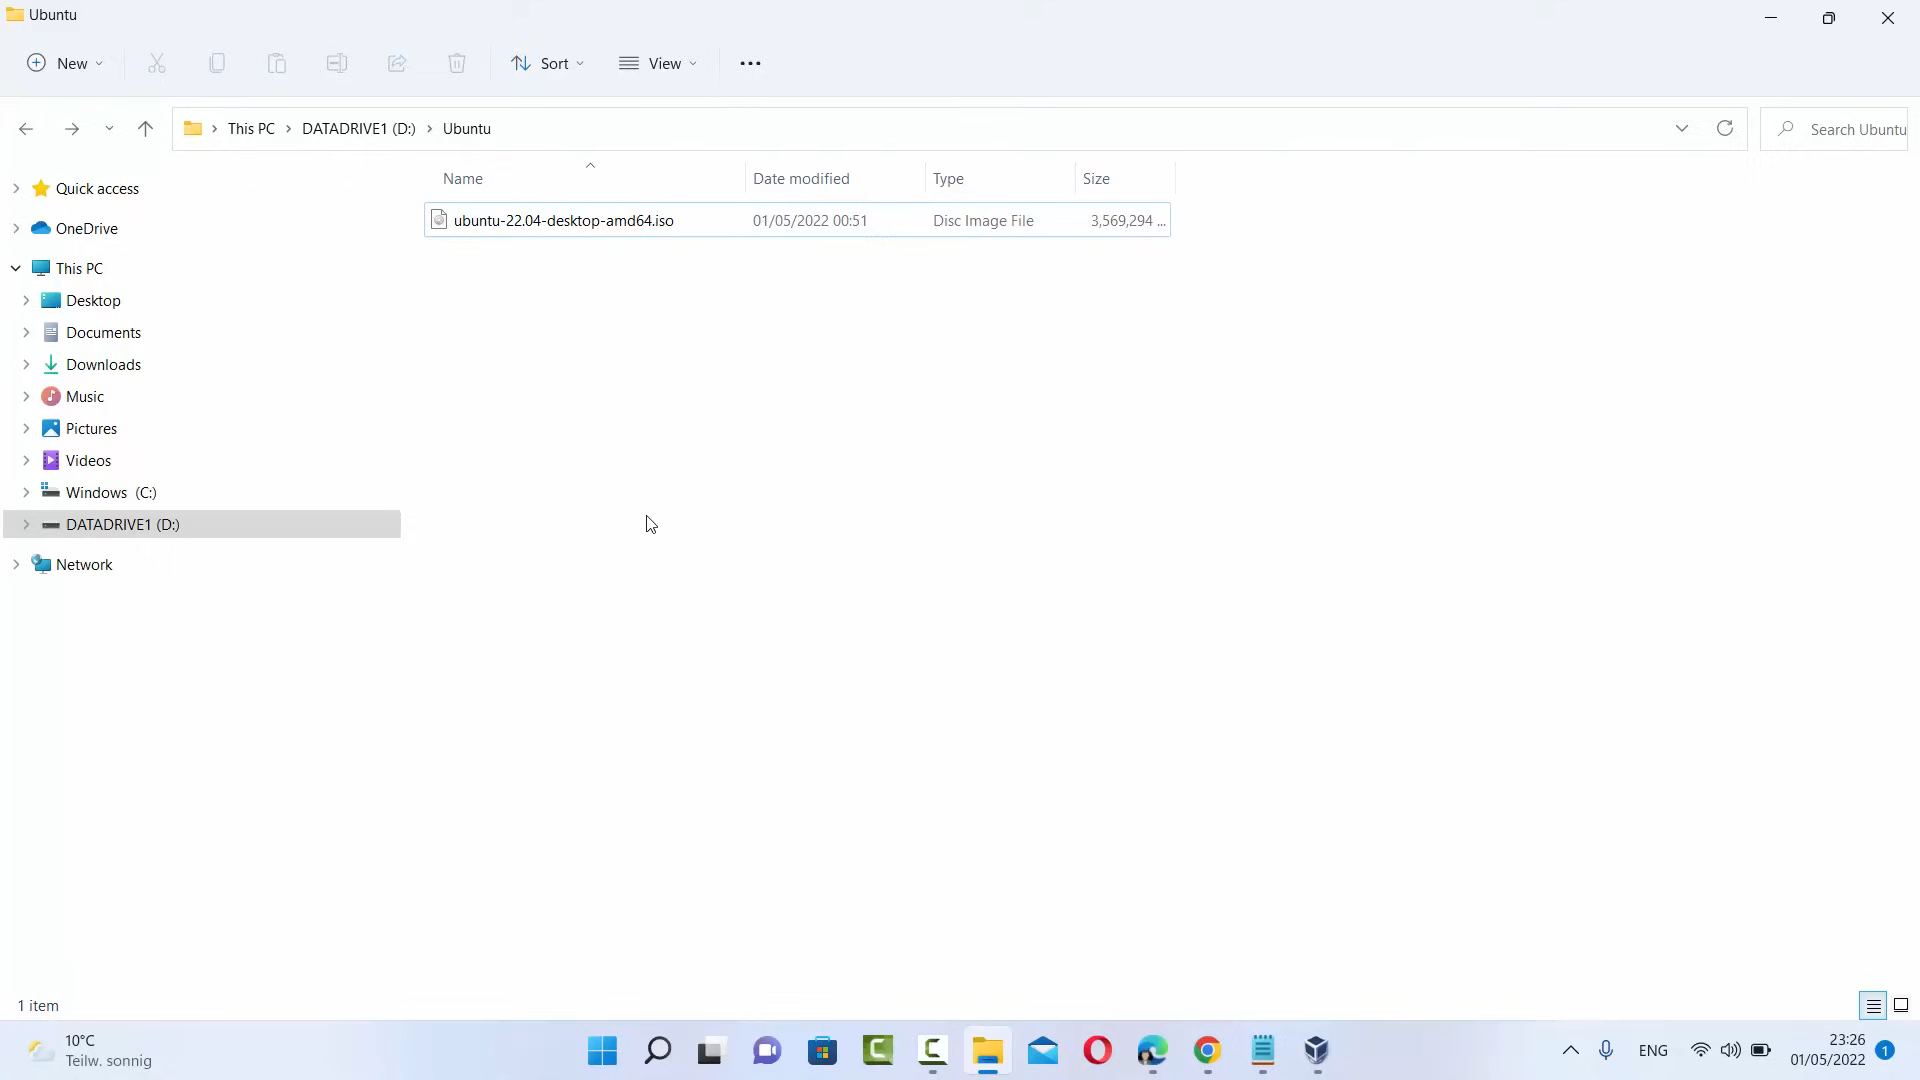 Ubuntu
New
Sort
View
This PC
DATADRIVE1 (D:)
Ubuntu
Search Ubuntu
Name
Date modified
Type
Size
ubuntu-22.04-desktop-amd64.iso
01/05/2022 00:51
Disc Image File
3,569,294 ...
Quick access
OneDrive
This PC
Desktop
Documents
Downloads
Music
Pictures
Videos
Windows (C:)
DATADRIVE1 (D:)
Network
1 item
10°C
Teilw. sonnig
ENG
23:26
01/05/2022
1